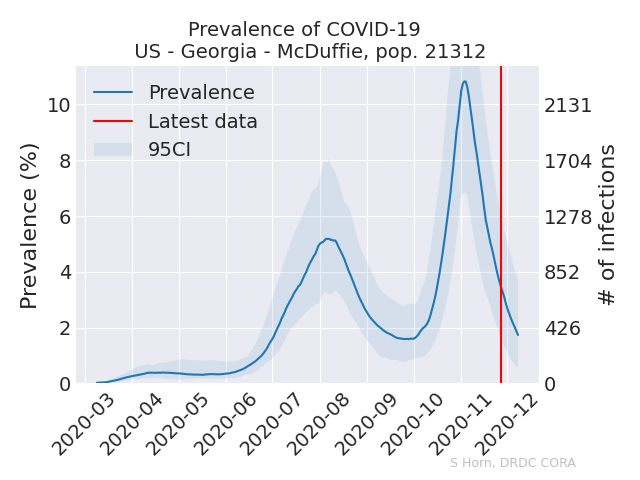 Prevalence of COVID-19
US - Georgia - McDuffie, pop. 21312
Prevalence
Latest data
95CI
Prevalence (%)
10
8
6
4
2
0
2131
1704
1278
852
426
0
# of infections
2020-03
2020-04
2020-05
2020-06
2020-07
2020-08
2020-09
2020-10
2020-11
2020-12
S Horn, DRDC CORA